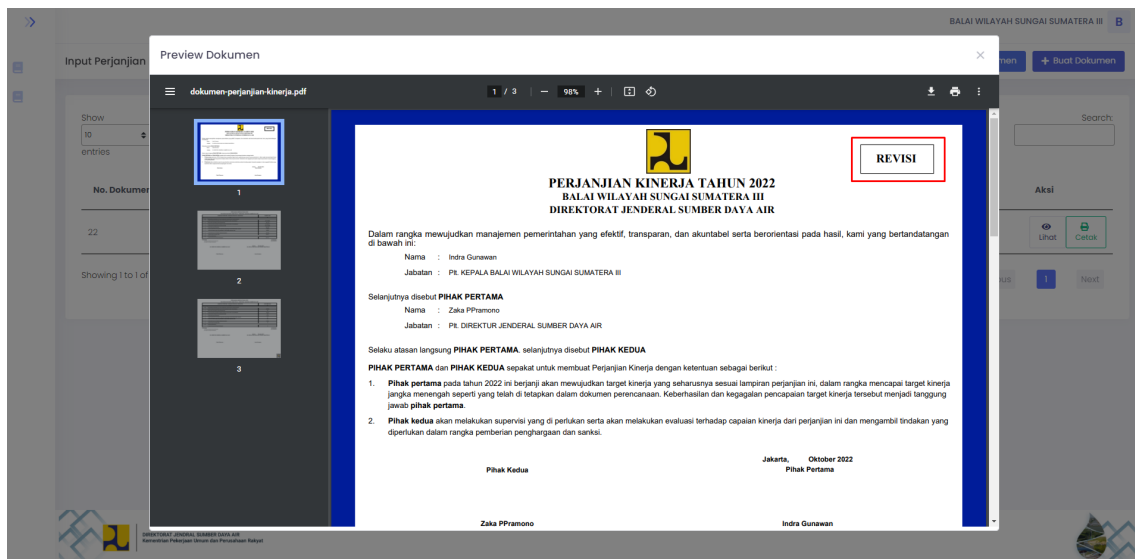 BALAI WILAYAH SUNGAI SUMATERA III B
Input Perjanjian
Preview Dokumen
×
men
+ Buat Dokumen
dokumen-perjanjian-kinerja.pdf
1 / 3 | − 98% +
Show
10
entries
Search:
No. Dokumen
Aksi
22
Lihat
Cetak
Showing 1 to 1 of
us
1
Next
1
2
3
REVISI
PERJANJIAN KINERJA TAHUN 2022
BALAI WILAYAH SUNGAI SUMATERA III
DIREKTORAT JENDERAL SUMBER DAYA AIR
Dalam rangka mewujudkan manajemen pemerintahan yang efektif, transparan, dan akuntabel serta berorientasi pada hasil, kami yang bertandatangan
di bawah ini:
Nama : Indra Gunawan
Jabatan : Plt. KEPALA BALAI WILAYAH SUNGAI SUMATERA III
Selanjutnya disebut PIHAK PERTAMA
Nama : Zaka PPramono
Jabatan : Plt. DIREKTUR JENDERAL SUMBER DAYA AIR
Selaku atasan langsung PIHAK PERTAMA, selanjutnya disebut PIHAK KEDUA
PIHAK PERTAMA dan PIHAK KEDUA sepakat untuk membuat Perjanjian Kinerja dengan ketentuan sebagai berikut :
1. Pihak pertama pada tahun 2022 ini berjanji akan mewujudkan target kinerja yang seharusnya sesuai lampiran perjanjian ini, dalam rangka mencapai target kinerja
jangka menengah seperti yang telah di tetapkan dalam dokumen perencanaan. Keberhasilan dan kegagalan pencapaian target kinerja tersebut menjadi tanggung
jawab pihak pertama.
2. Pihak kedua akan melakukan supervisi yang di perlukan serta akan melakukan evaluasi terhadap capaian kinerja dari perjanjian ini dan mengambil tindakan yang
diperlukan dalam rangka pemberian penghargaan dan sanksi.
Jakarta, Oktober 2022
Pihak Kedua
Pihak Pertama
Zaka PPramono
Indra Gunawan
DIREKTORAT JENDRAL SUMBER DAYA AIR
Kementrian Pekerjaan Umum dan Perumahan Rakyat